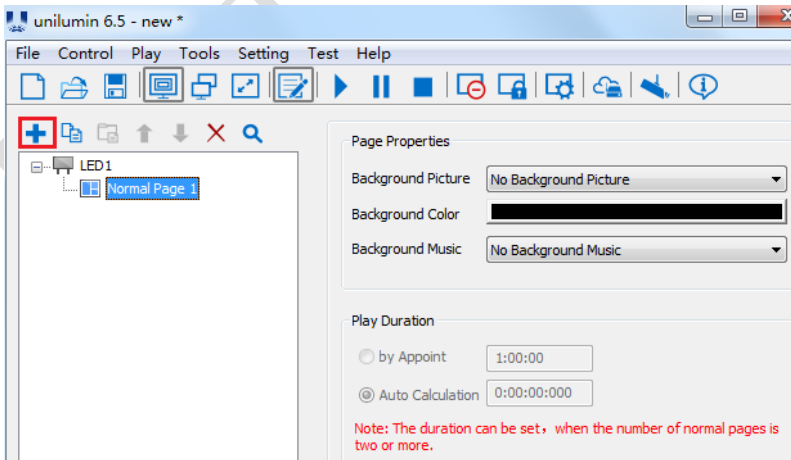 unilumin 6.5 - new *
File Control Play Tools Setting Test Help
LED1
Normal Page 1
Page Properties
Background Picture No Background Picture
Background Color
Background Music No Background Music
Play Duration
by Appoint 1:00:00
Auto Calculation 0:00:00:000
Note: The duration can be set，when the number of normal pages is
two or more.